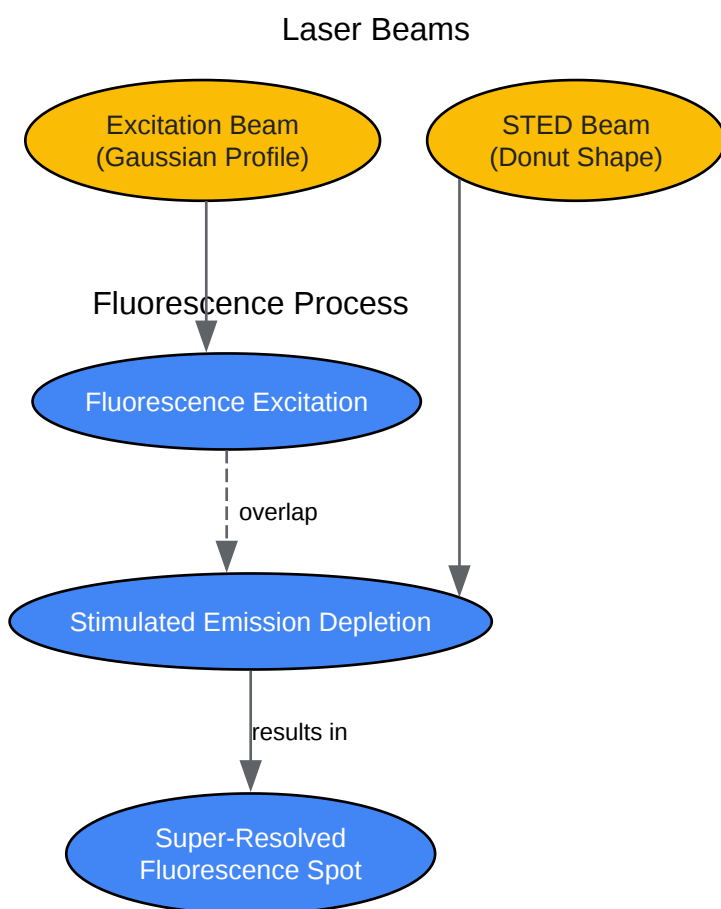 Laser Beams
Excitation Beam
(Gaussian Profile)
STED Beam
(Donut Shape)
Fluorescence Process
Fluorescence Excitation
overlap
Stimulated Emission Depletion
results in
Super-Resolved
Fluorescence Spot